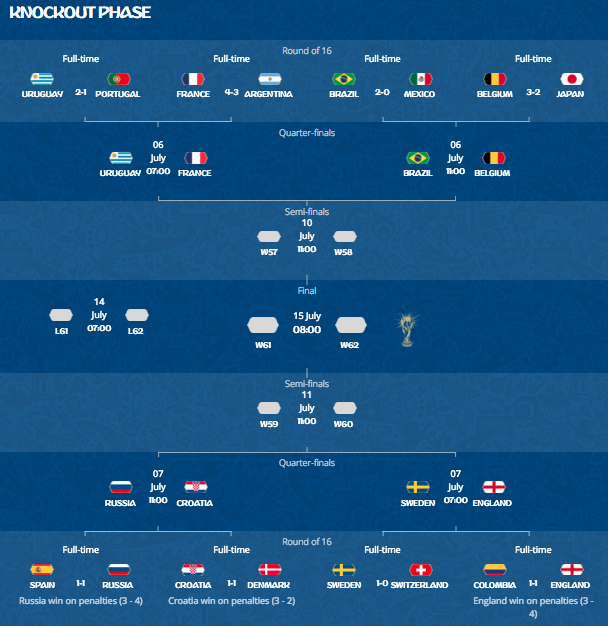 KNOCKOUT PHASE
Round of 16
Full-time Full-time Full-time Full-time
URUGUAY 2-1 PORTUGAL FRANCE 4-3 ARGENTINA BRAZIL 2-0 MEXICO BELGIUM 3-2 JAPAN
Quarter-finals
06 July 07:00
URUGUAY FRANCE
06 July 11:00
BRAZIL BELGIUM
Semi-finals
10
July
11:00
W57 W58
Final
14
July
07:00
L61 L62
15 July
08:00
W61 W62
Semi-finals
11
July
11:00
W59 W60
Quarter-finals
07
July
11:00
RUSSIA CROATIA
07
July
07:00
SWEDEN ENGLAND
Round of 16
Full-time Full-time Full-time Full-time
SPAIN 1-1 RUSSIA CROATIA 1-1 DENMARK SWEDEN 1-0 SWITZERLAND COLOMBIA 1-1 ENGLAND
Russia win on penalties (3 - 4) Croatia win on penalties (3 - 2) England win on penalties (3 -
4)